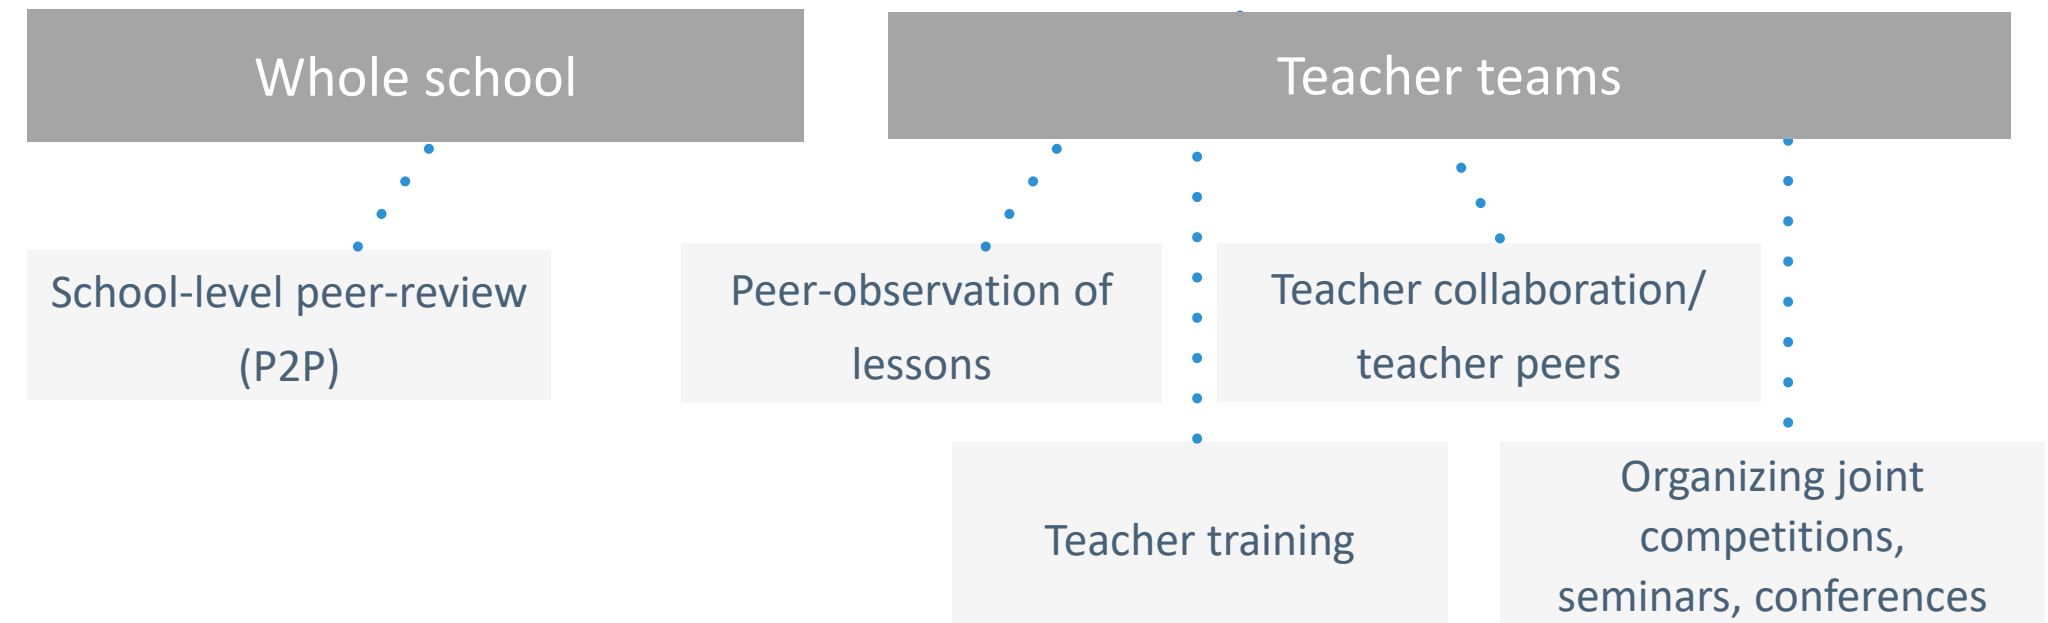 Whole school
Teacher teams
School-level peer-review
(P2P)
Peer-observation of
lessons
Teacher collaboration/
teacher peers
Teacher training
Organizing joint
competitions,
seminars, conferences